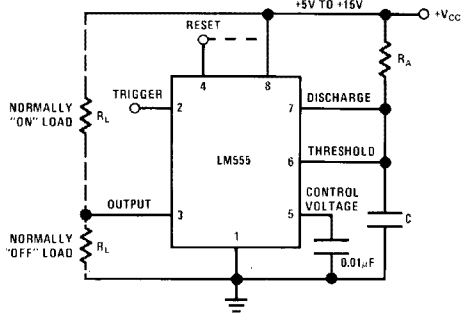 +5V TO +15V
+VCC
RESET
RA
4
8
TRIGGER
2
7
DISCHARGE
NORMALLY
"ON" LOAD
RL
LM555
6
THRESHOLD
OUTPUT
3
5
CONTROL
VOLTAGE
C
NORMALLY
"OFF" LOAD
RL
1
0.01µF